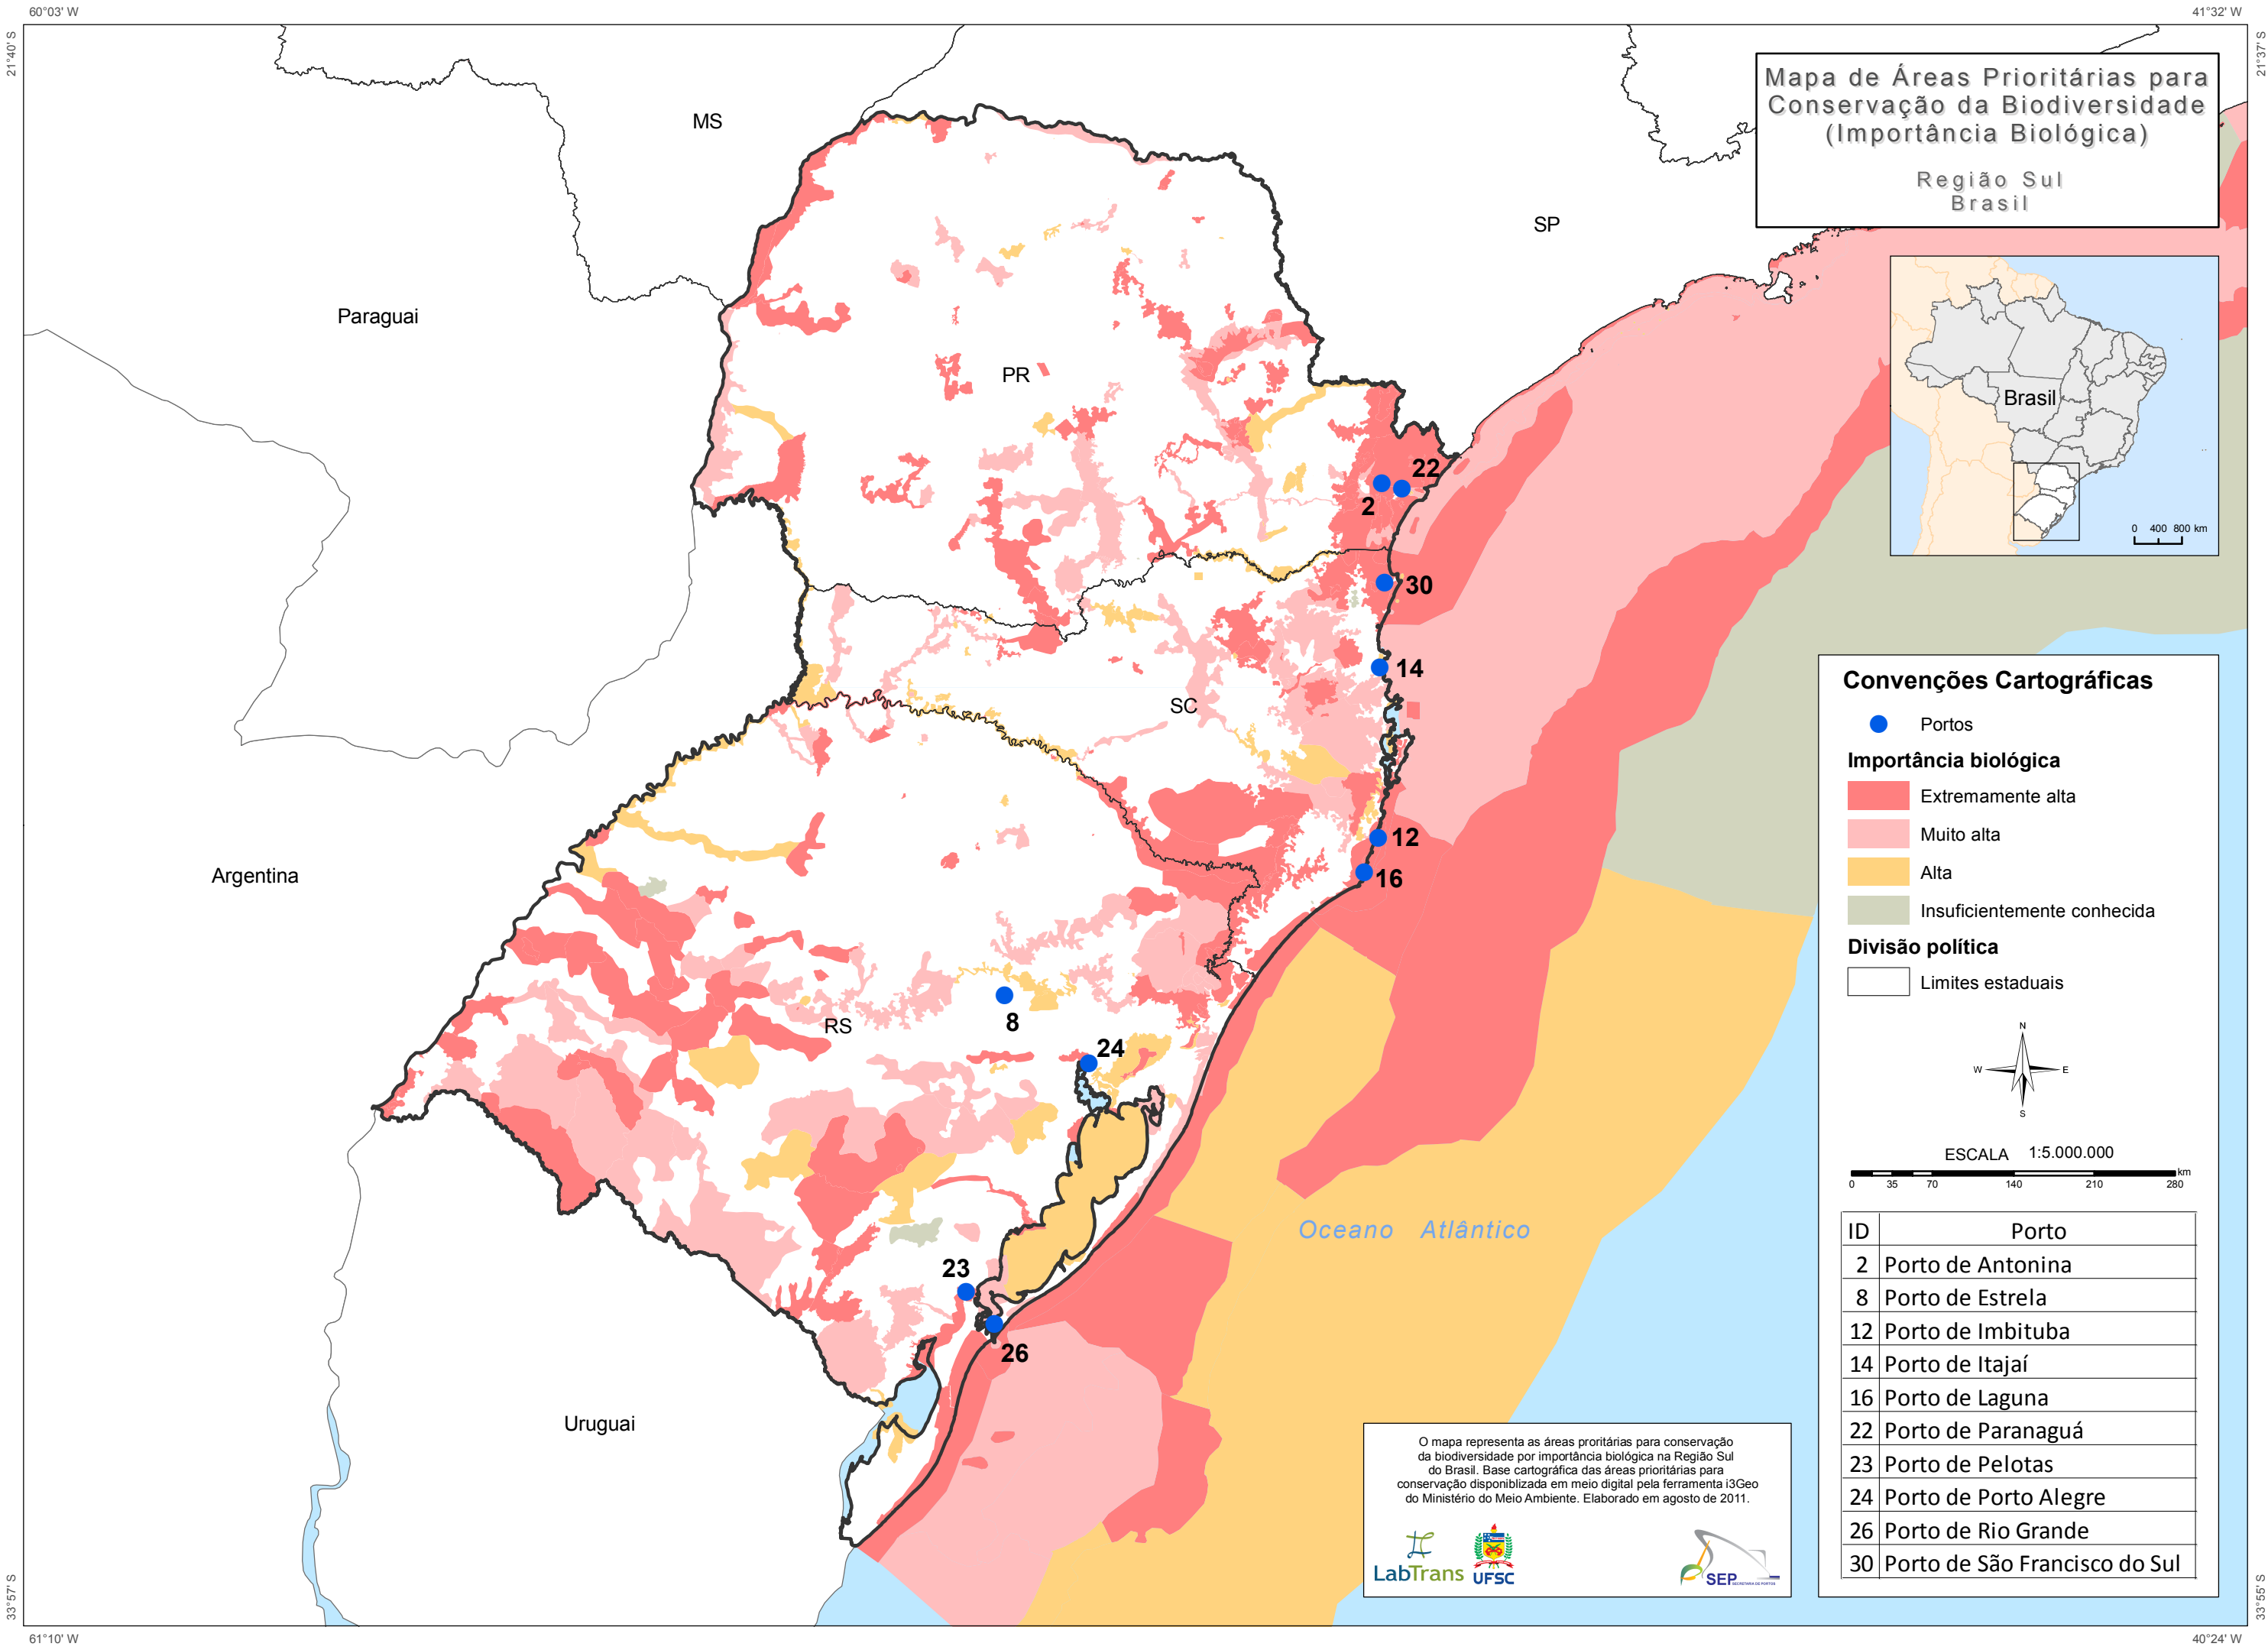 60°03' W
41°32' W
21°40' S
21°37' S
Mapa de Áreas Prioritárias para
Conservação da Biodiversidade
(Importância Biológica)
Região Sul
Brasil
MS
SP
Paraguai
PR
Brasil
0 400 800 km
22
2
30
14
SC
12
16
Argentina
RS
8
24
23
26
Uruguai
Oceano Atlântico
Convenções Cartográficas
Portos
Importância biológica
Extremamente alta
Muito alta
Alta
Insuficientemente conhecida
Divisão política
Limites estaduais
N
W E
S
ESCALA 1:5.000.000
km
0 35 70 140 210 280
ID Porto
2 Porto de Antonina
8 Porto de Estrela
12 Porto de Imbituba
14 Porto de Itajaí
16 Porto de Laguna
22 Porto de Paranaguá
23 Porto de Pelotas
24 Porto de Porto Alegre
26 Porto de Rio Grande
30 Porto de São Francisco do Sul
O mapa representa as áreas proritárias para conservação
da biodiversidade por importância biológica na Região Sul
do Brasil. Base cartográfica das áreas prioritárias para
conservação disponiblizada em meio digital pela ferramenta i3Geo
do Ministério do Meio Ambiente. Elaborado em agosto de 2011.
LabTrans
UFSC
SEP SECRETARIA DE PORTOS
33°57' S
33°55' S
61°10' W
40°24' W